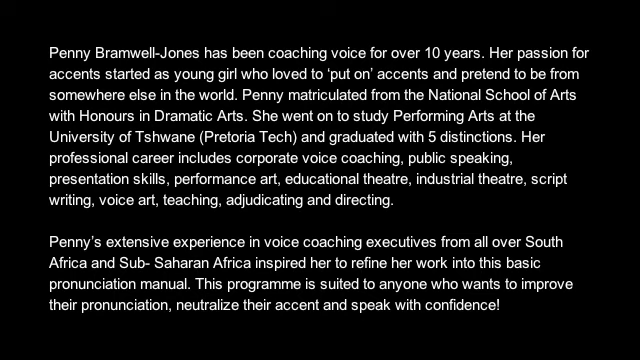 Penny Bramwell-Jones has been coaching voice for over 10 years. Her passion for
accents started as young girl who loved to ‘put on’ accents and pretend to be from
somewhere else in the world. Penny matriculated from the National School of Arts
with Honours in Dramatic Arts. She went on to study Performing Arts at the
University of Tshwane (Pretoria Tech) and graduated with 5 distinctions. Her
professional career includes corporate voice coaching, public speaking,
presentation skills, performance art, educational theatre, industrial theatre, script
writing, voice art, teaching, adjudicating and directing.
Penny’s extensive experience in voice coaching executives from all over South
Africa and Sub- Saharan Africa inspired her to refine her work into this basic
pronunciation manual. This programme is suited to anyone who wants to improve
their pronunciation, neutralize their accent and speak with confidence!